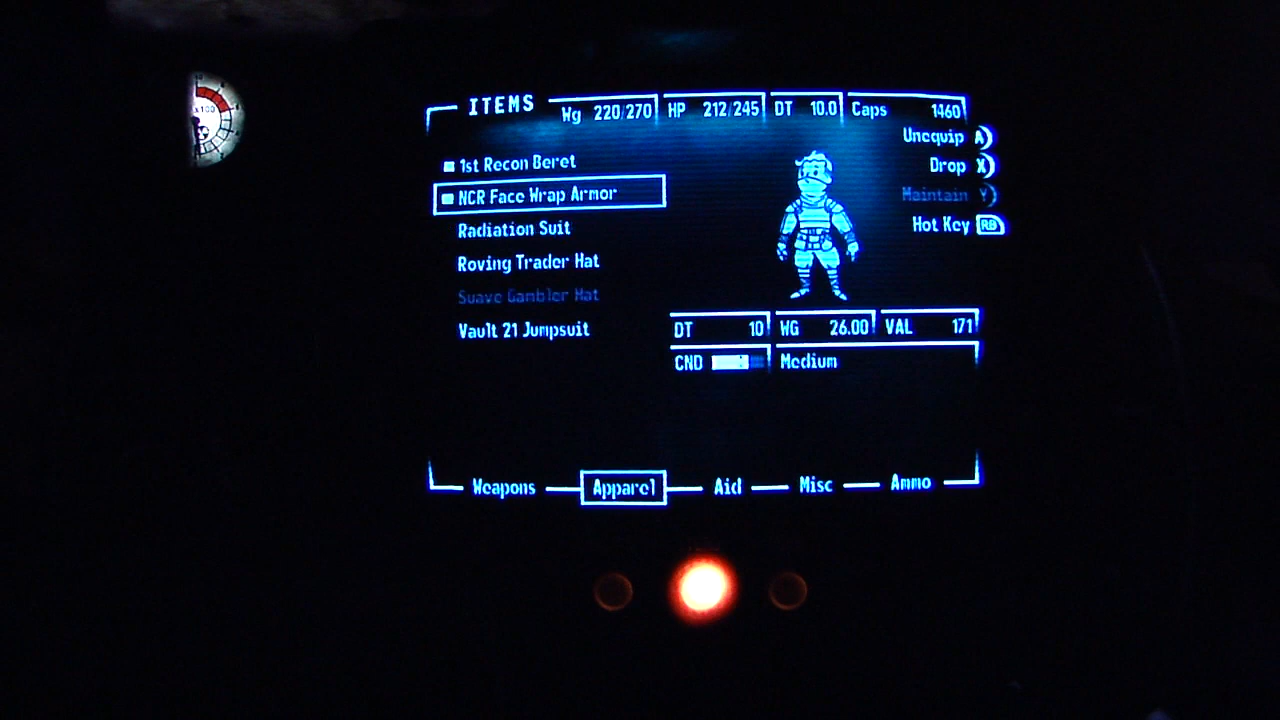 ITEMS Wg 220/270 HP 212/245 DT 10.0 Caps 1460
Unequip A)
Drop X)
Maintain Y)
Hot Key RB
1st Recon Beret
NCR Face Wrap Armor
Radiation Suit
Roving Trader Hat
Suave Gambler Hat
Vault 21 Jumpsuit
DT 10 WG 26.00 VAL 171
CND Medium
Weapons Apparel Aid Misc Ammo
x100